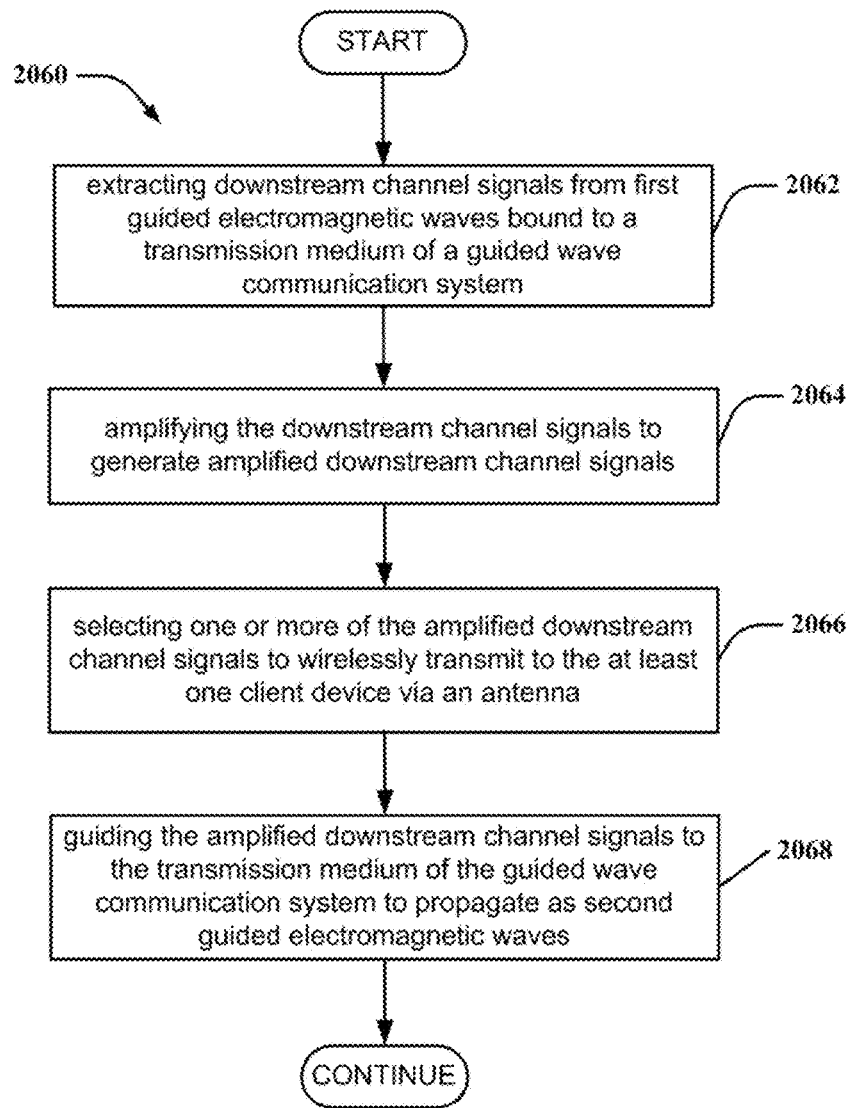 START
2060
extracting downstream channel signals from first
guided electromagnetic waves bound to a
transmission medium of a guided wave
communication system
2062
amplifying the downstream channel signals to
generate amplified downstream channel signals
2064
selecting one or more of the amplified downstream
channel signals to wirelessly transmit to the at least
one client device via an antenna
2066
guiding the amplified downstream channel signals to
the transmission medium of the guided wave
communication system to propagate as second
guided electromagnetic waves
2068
CONTINUE